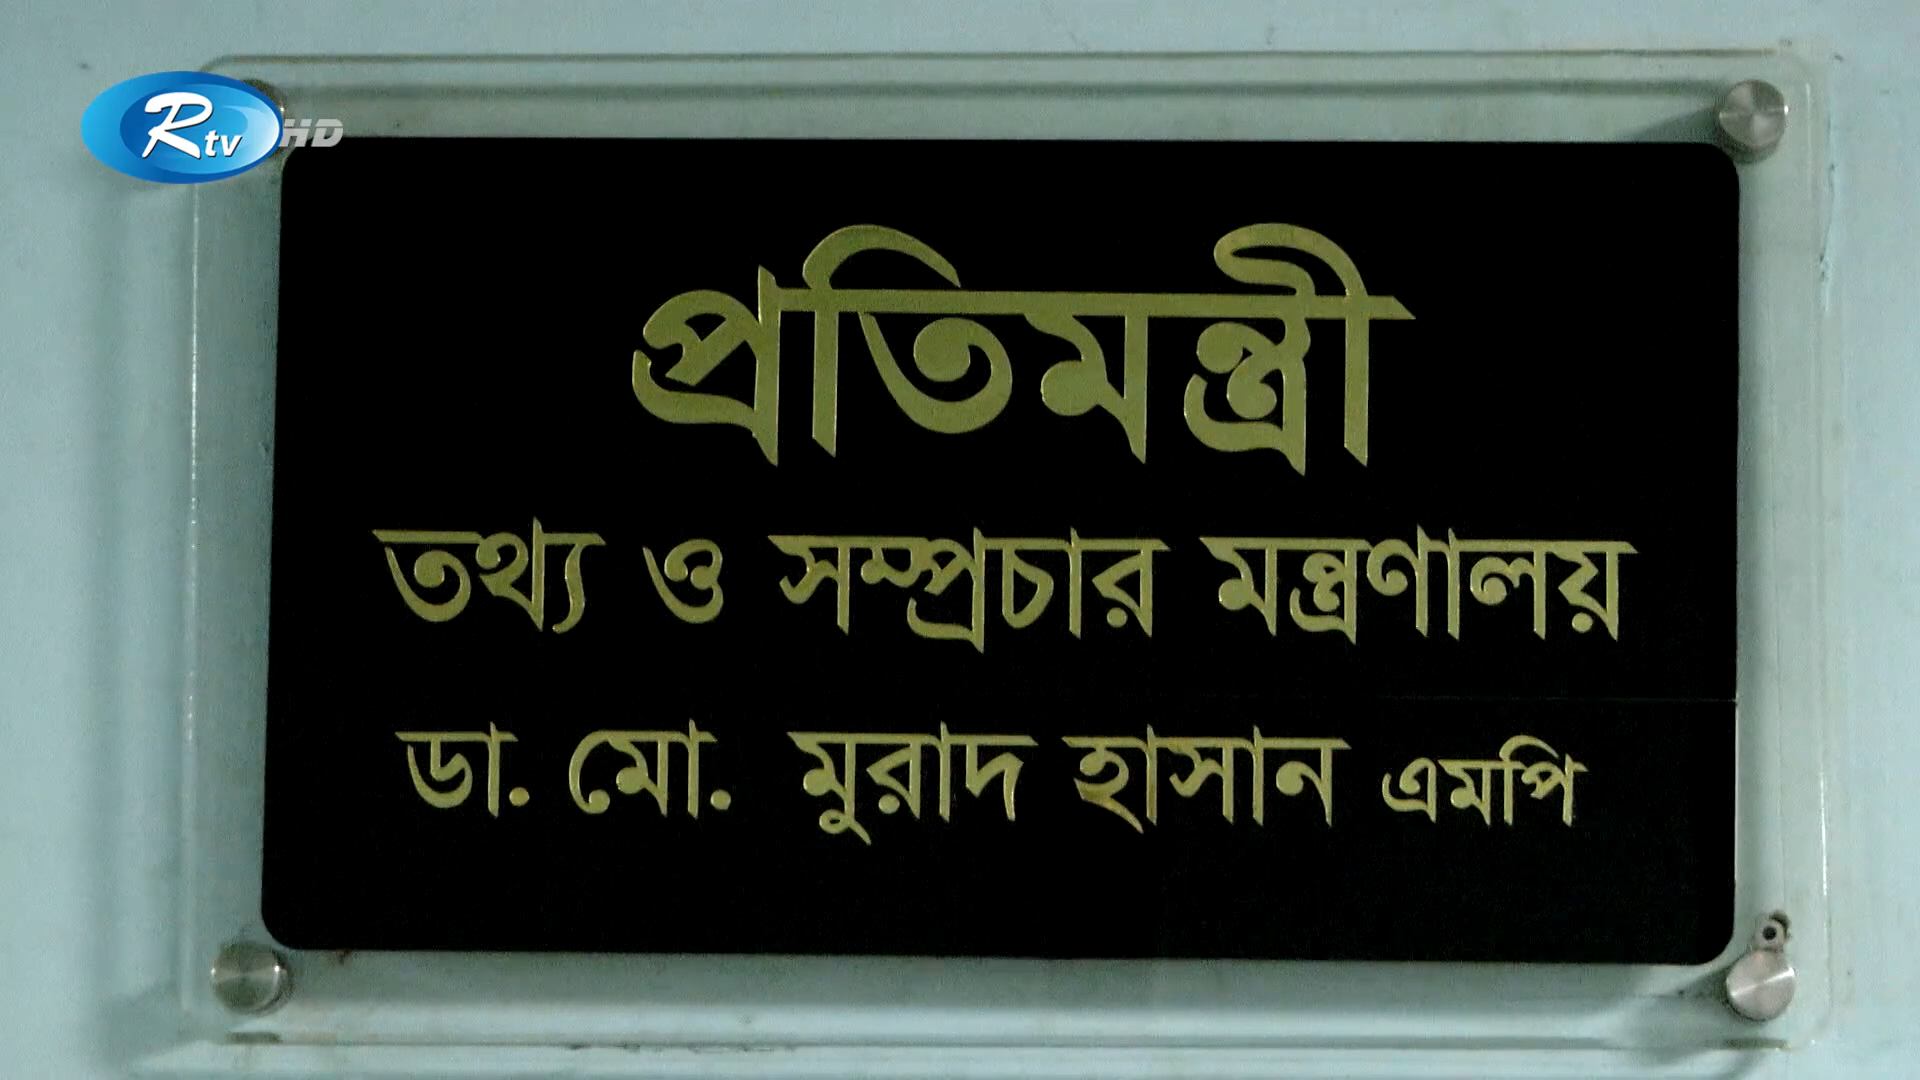 Rtv HD
প্রতিমন্ত্রী
তথ্য ও সম্প্রচার মন্ত্রণালয়
ডা. মো. মুরাদ হাসান এমপি